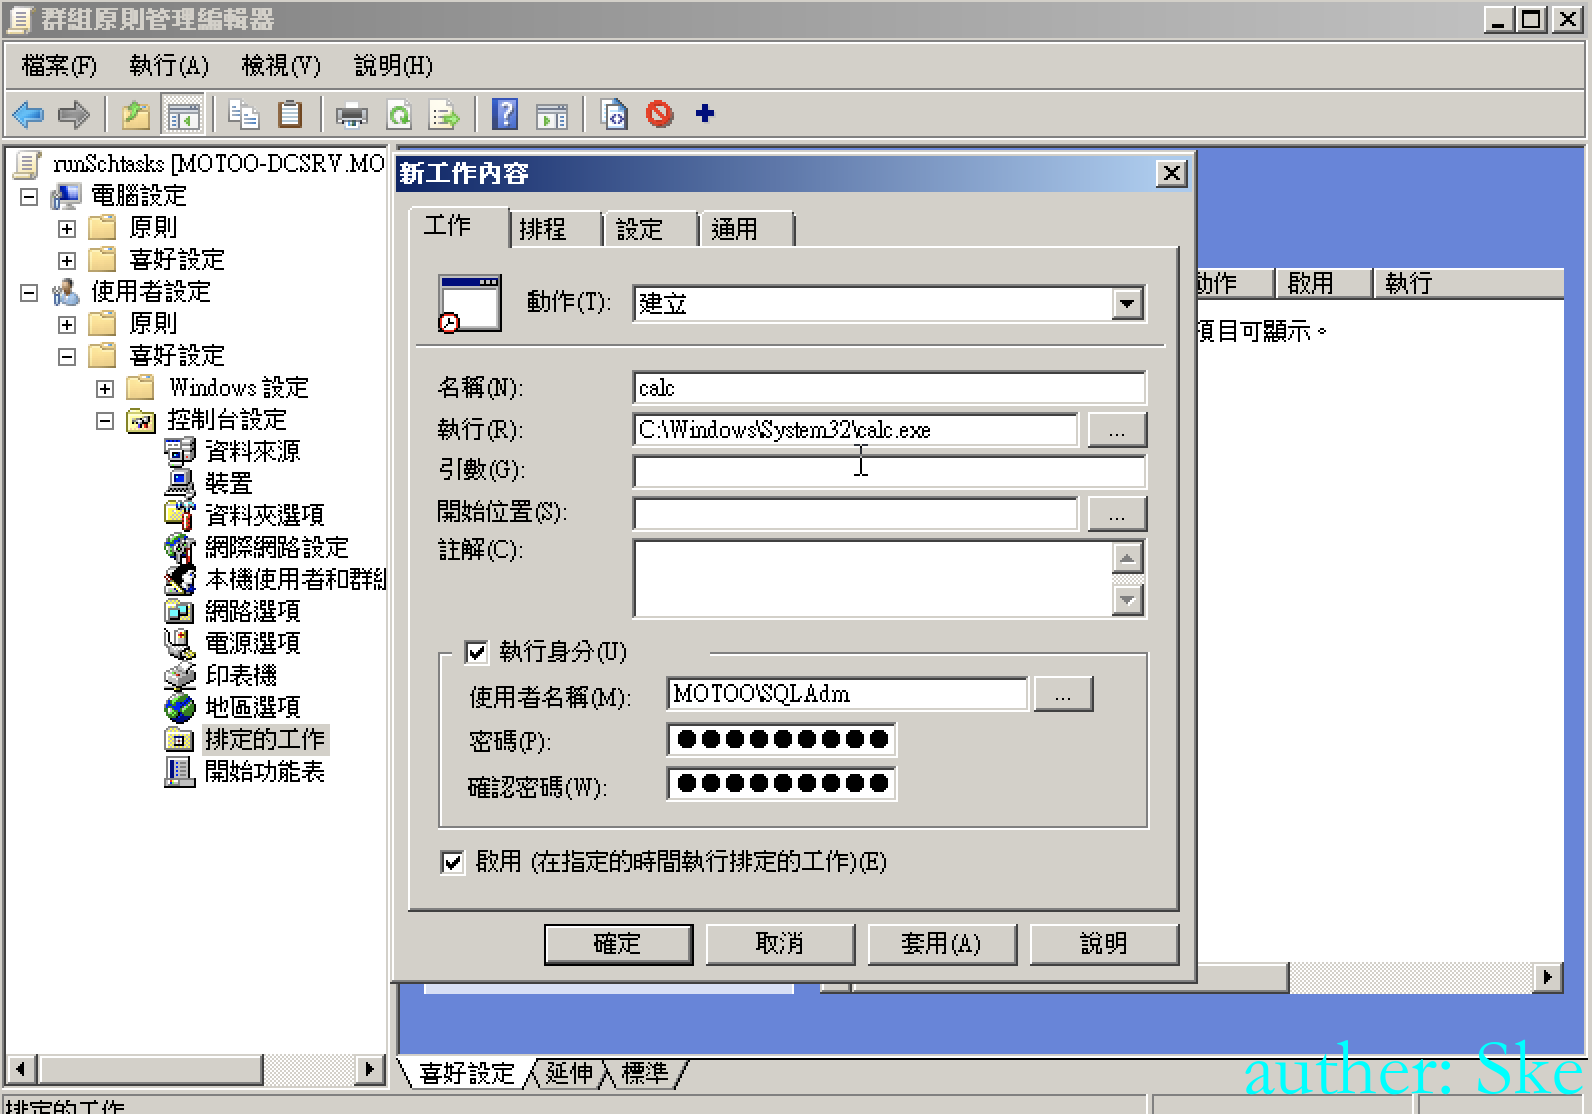 群組原則管理編輯器
檔案(F) 執行(A) 檢視(V) 說明(H)
runSchtasks [MOTOO-DCSRV.MO
電腦設定
原則
喜好設定
使用者設定
原則
喜好設定
Windows 設定
控制台設定
資料來源
裝置
資料夾選項
網際網路設定
本機使用者和群組
網路選項
電源選項
印表機
地區選項
排定的工作
開始功能表
新工作內容
工作 排程 設定 通用
動作(T): 建立
名稱(N): calc
執行(R): C:\Windows\System32\calc.exe ...
引數(G):
開始位置(S): ...
註解(C):
執行身分(U)
使用者名稱(M): MOTOO\SQLAdm ...
密碼(P): ●●●●●●●●●
確認密碼(W): ●●●●●●●●●
啟用 (在指定的時間執行排定的工作)(E)
確定 取消 套用(A) 說明
動作 啟用 執行
項目可顯示。
喜好設定 延伸 標準
排定的工作
auther: Ske